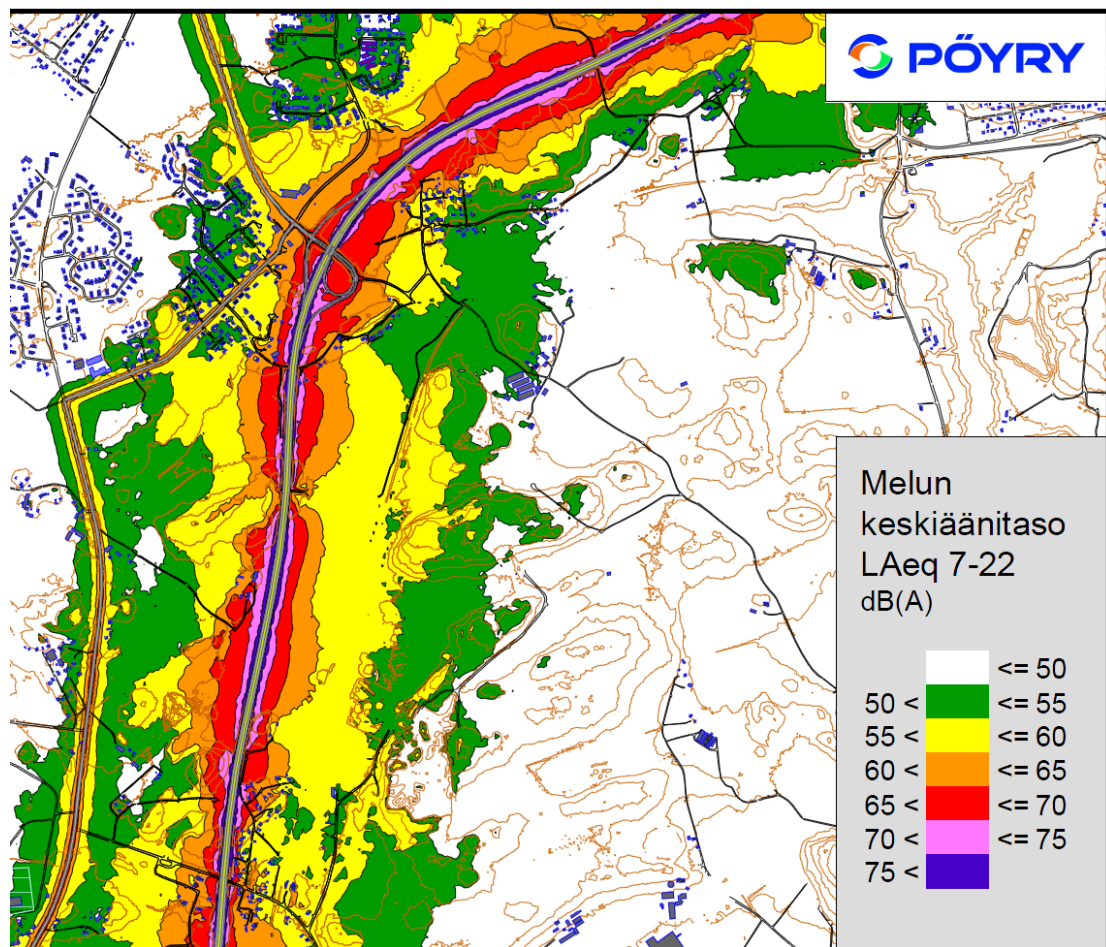 PÖYRY
Melun
keskiäänitaso
LAeq 7-22
dB(A)
<= 50
50 < <= 55
55 < <= 60
60 < <= 65
65 < <= 70
70 < <= 75
75 <